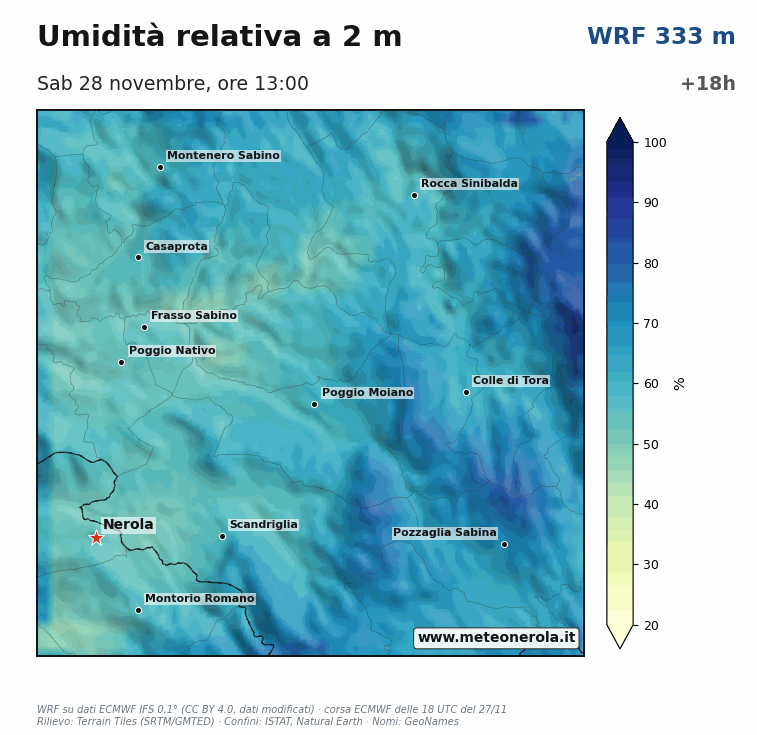 Umidità relativa a 2 m
WRF 333 m
Sab 28 novembre, ore 13:00
+18h
Montenero Sabino
Rocca Sinibalda
Casaprota
Frasso Sabino
Poggio Nativo
Colle di Tora
Poggio Moiano
Nerola
Scandriglia
Pozzaglia Sabina
Montorio Romano
www.meteonerola.it
100
90
80
70
60
50
40
30
20
%
WRF su dati ECMWF IFS 0,1° (CC BY 4.0, dati modificati) · corsa ECMWF delle 18 UTC del 27/11
Rilievo: Terrain Tiles (SRTM/GMTED) · Confini: ISTAT, Natural Earth · Nomi: GeoNames